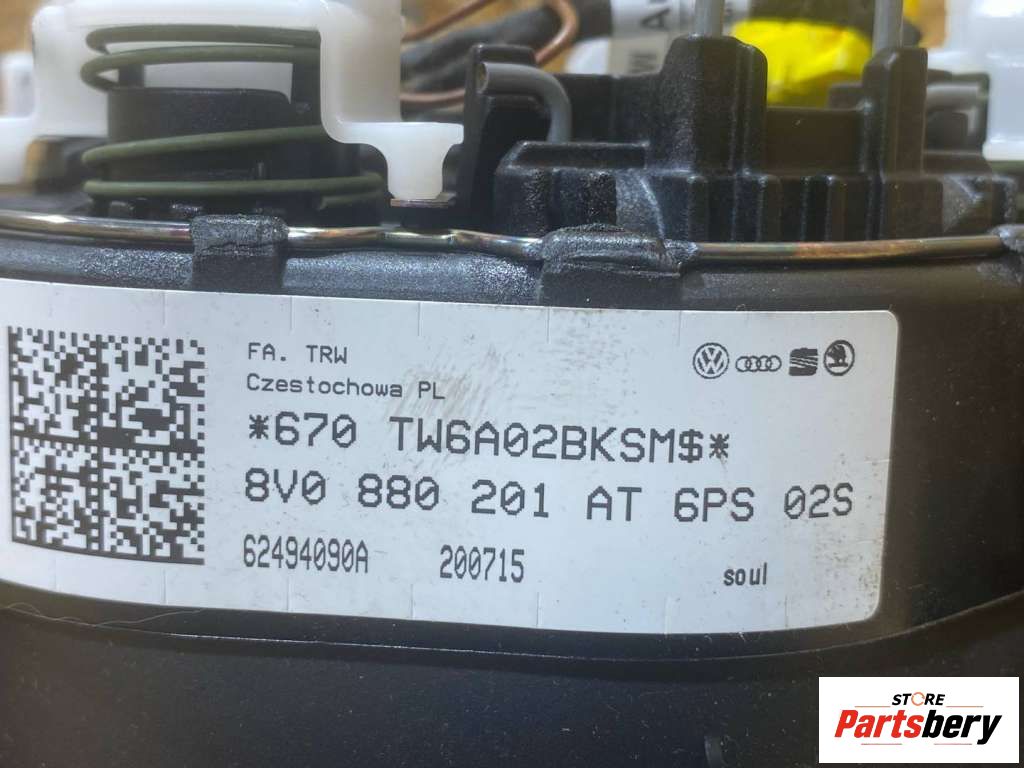 FA. TRW
Czestochowa PL
*670 TW6A02BKSM$*
8V0 880 201 AT 6PS 02S
62494090A 200715 soul
STORE
Partsbery